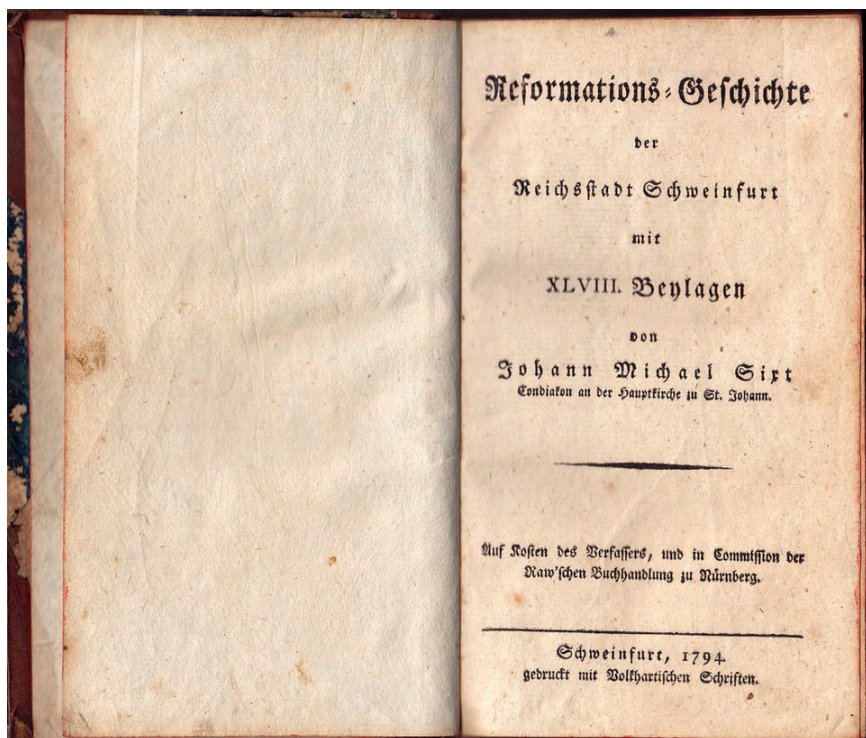 Reformations-Geschichte
der
Reichsstadt Schweinfurt
mit
XLVIII. Beylagen
von
Johann Michael Sixt
Condiakon an der Hauptkirche zu St. Johann.
Auf Kosten des Verfassers, und in Commission der
Raw'schen Buchhandlung zu Nürnberg.
Schweinfurt, 1794.
gedruckt mit Volkhartischen Schriften.